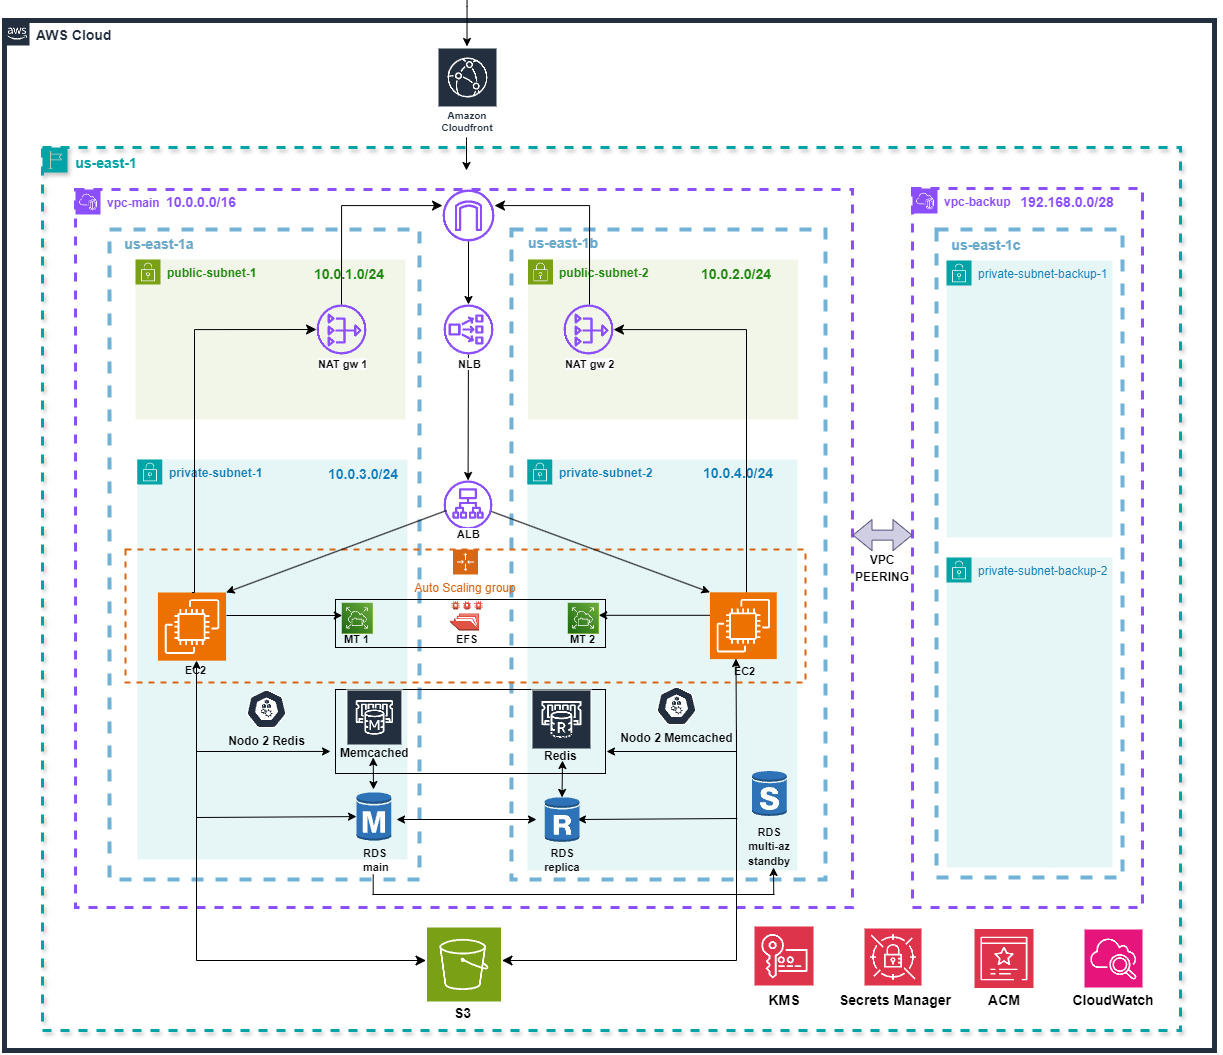 aws
AWS Cloud
Amazon
Cloudfront
us-east-1
vpc-main 10.0.0.0/16
vpc-backup 192.168.0.0/28
us-east-1a
us-east-1b
us-east-1c
public-subnet-1 10.0.1.0/24
public-subnet-2 10.0.2.0/24
private-subnet-backup-1
NAT gw 1
NLB
NAT gw 2
private-subnet-1 10.0.3.0/24
private-subnet-2 10.0.4.0/24
ALB
VPC
PEERING
private-subnet-backup-2
Auto Scaling group
MT 1
EFS
MT 2
EC2
EC2
Nodo 2 Redis
M
Memcached
R
Redis
Nodo 2 Memcached
M
RDS
main
R
RDS
replica
S
RDS
multi-az
standby
S3
KMS
Secrets Manager
ACM
CloudWatch